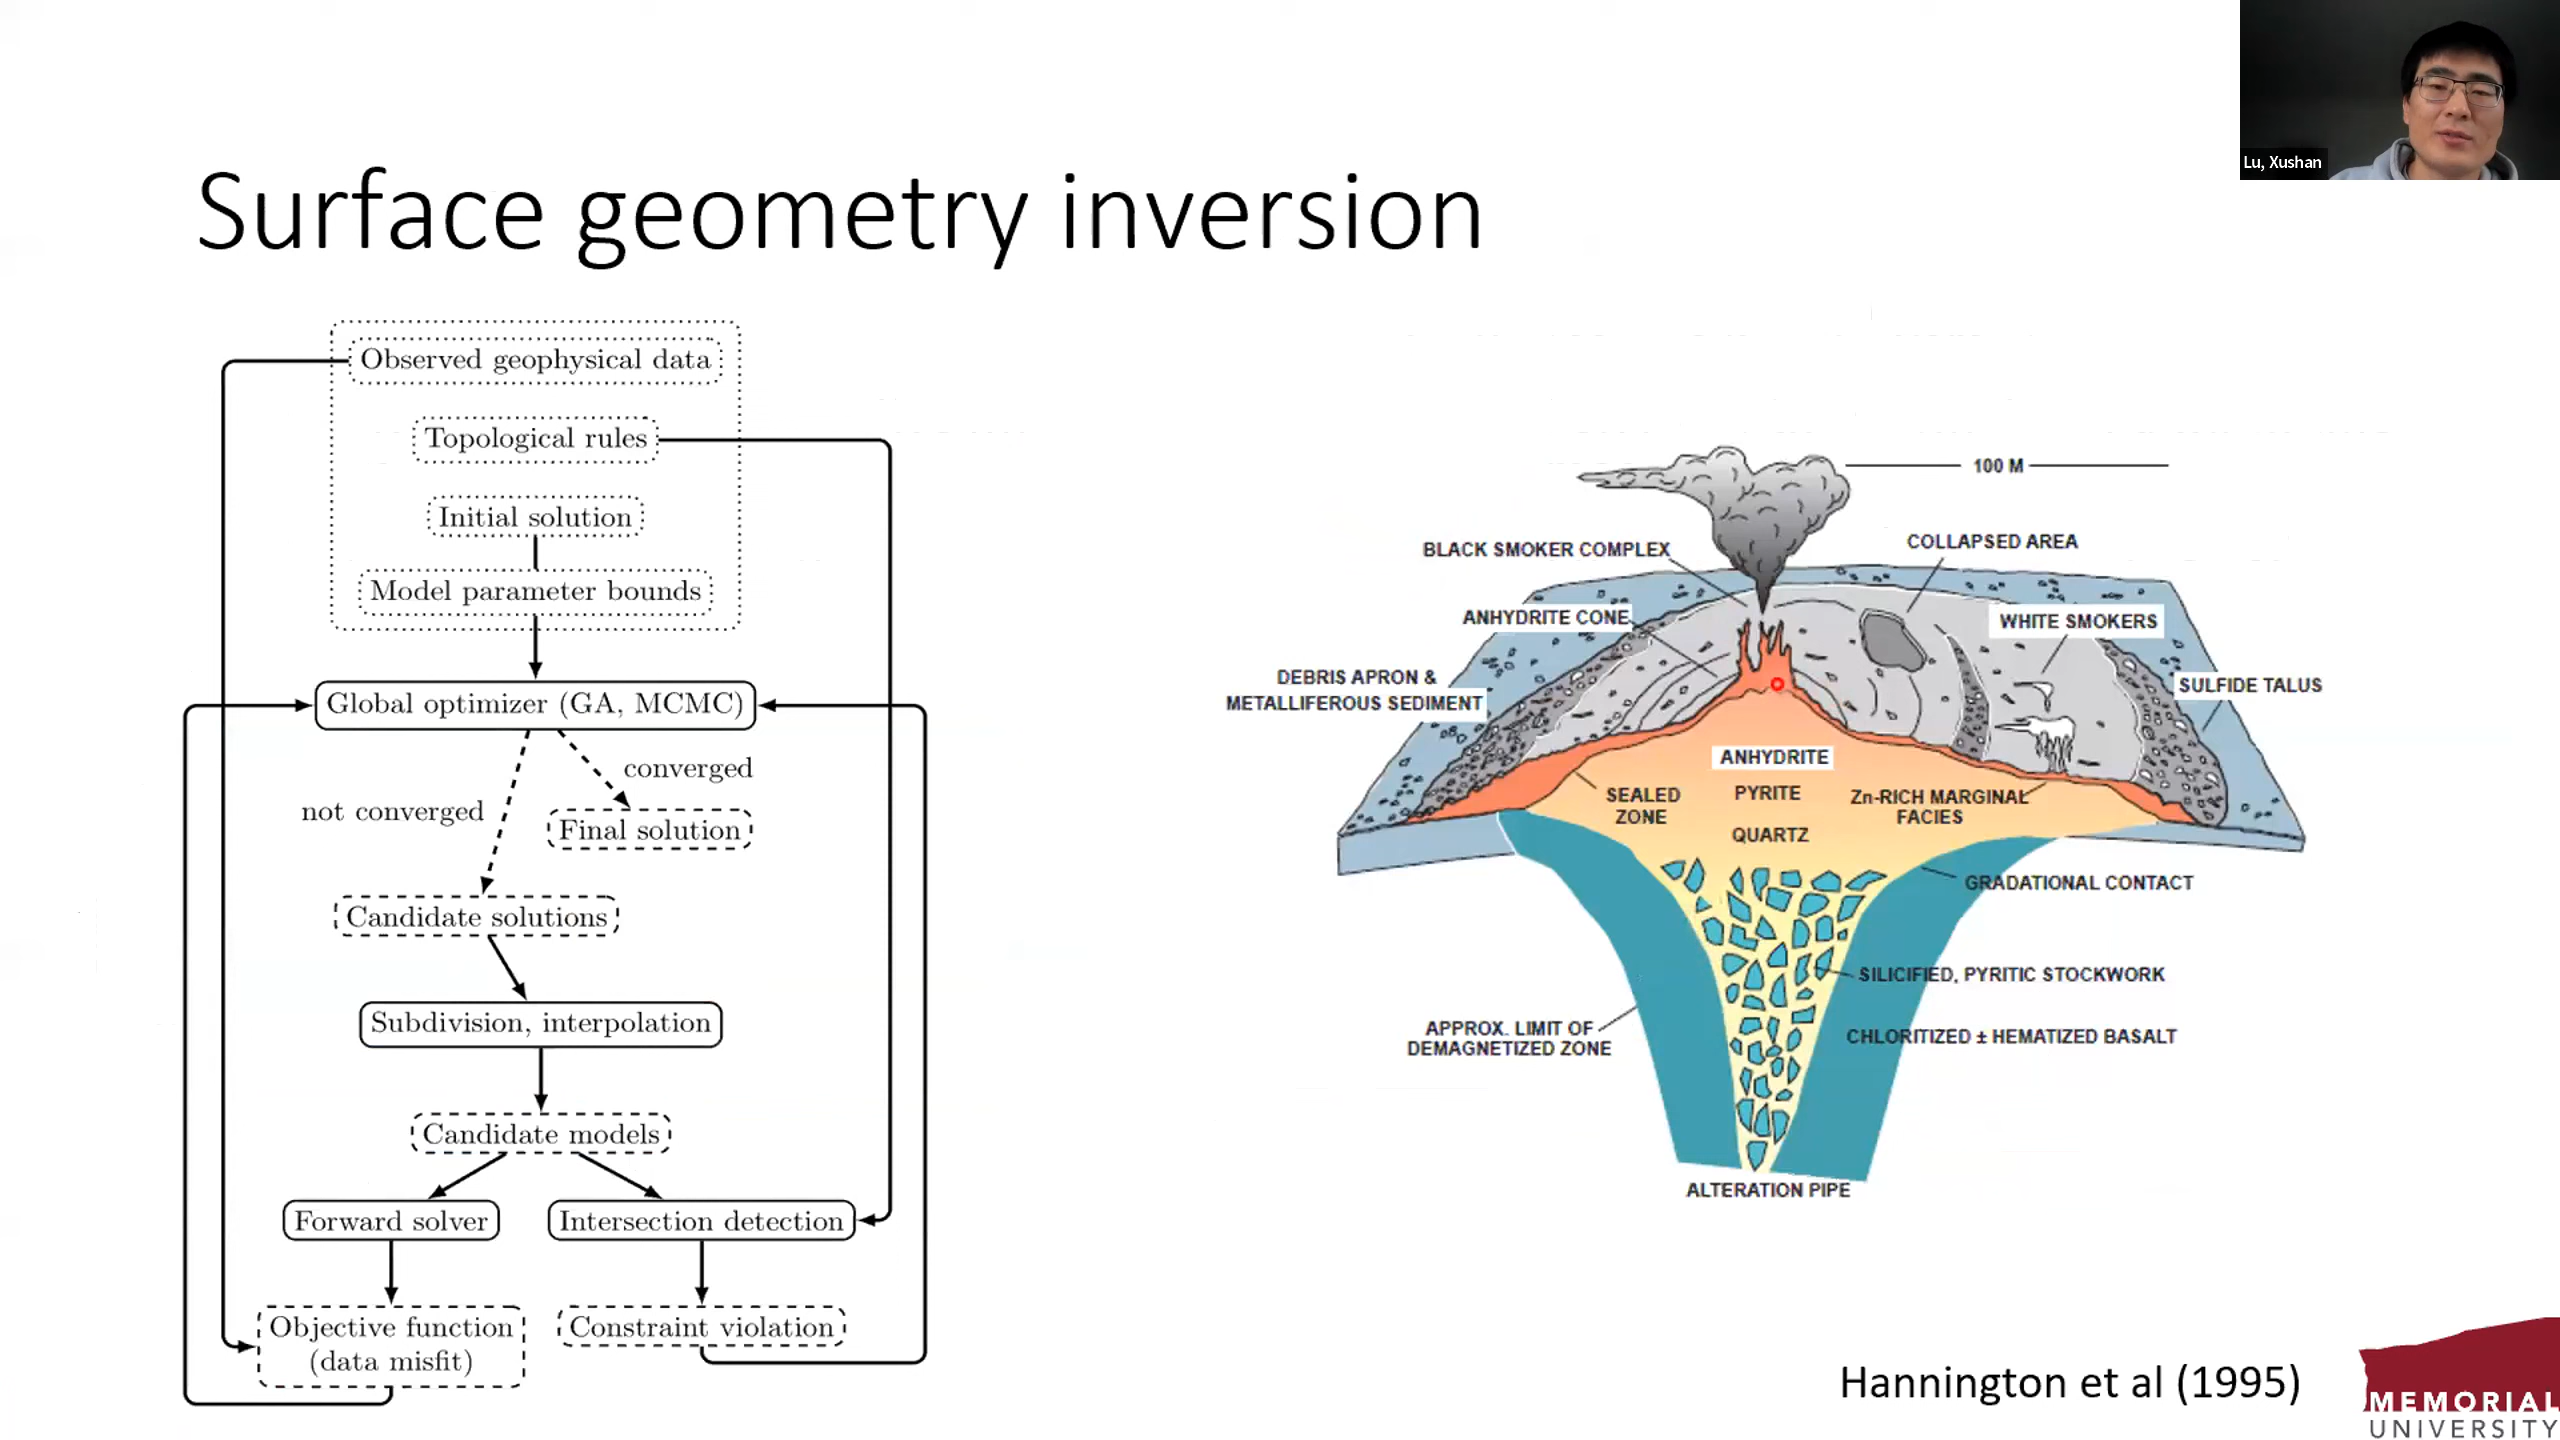 Lu, Xushan
Surface geometry inversion
Observed geophysical data
Topological rules
Initial solution
Model parameter bounds
Global optimizer (GA, MCMC)
converged
not converged
Final solution
Candidate solutions
Subdivision, interpolation
Candidate models
Forward solver
Intersection detection
Objective function
(data misfit)
Constraint violation
100 M
BLACK SMOKER COMPLEX
COLLAPSED AREA
ANHYDRITE CONE
WHITE SMOKERS
DEBRIS APRON &
METALLIFEROUS SEDIMENT
SULFIDE TALUS
ANHYDRITE
PYRITE
QUARTZ
SEALED
ZONE
Zn-RICH MARGINAL
FACIES
GRADATIONAL CONTACT
SILICIFIED, PYRITIC STOCKWORK
APPROX. LIMIT OF
DEMAGNETIZED ZONE
CHLORITIZED ± HEMATIZED BASALT
ALTERATION PIPE
Hannington et al (1995)
MEMORIAL
UNIVERSITY